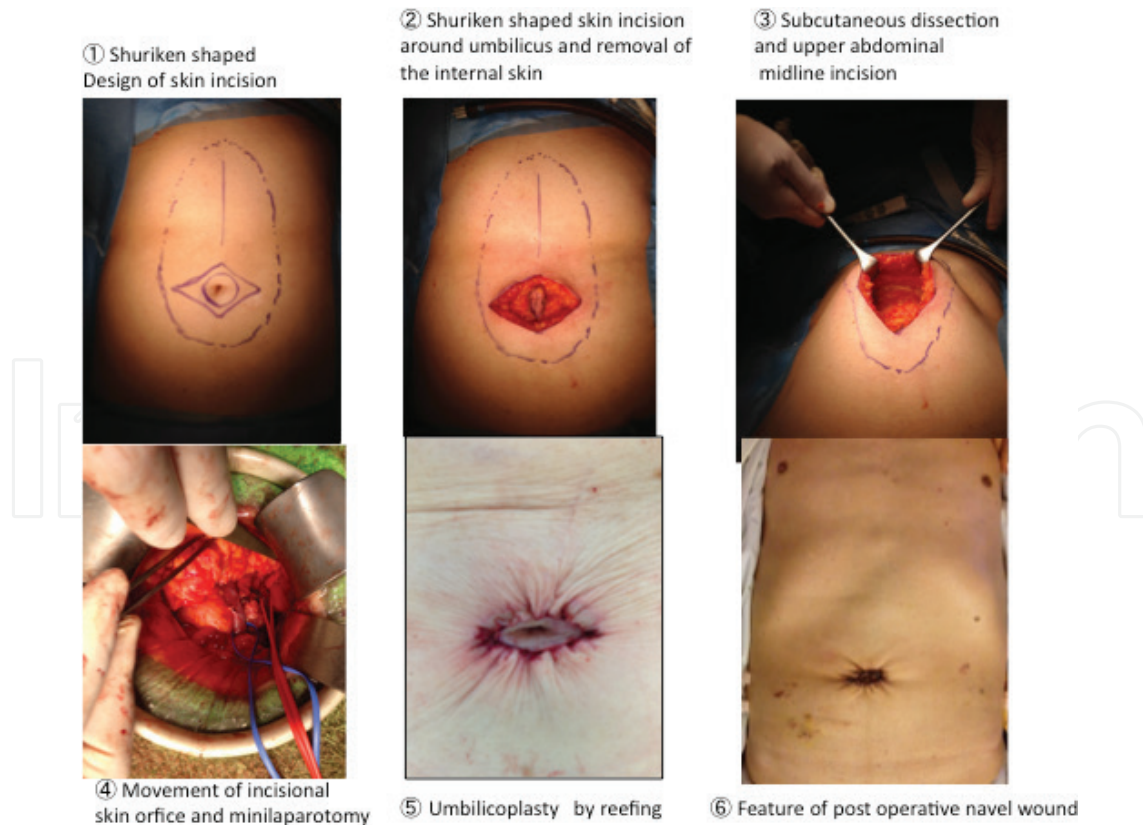 ① Shuriken shaped
Design of skin incision
② Shuriken shaped skin incision
around umbilicus and removal of
the internal skin
③ Subcutaneous dissection
and upper abdominal
midline incision
④ Movement of incisional
skin orfice and minilaparotomy
⑤ Umbilicoplasty by reefing
⑥ Feature of post operative navel wound